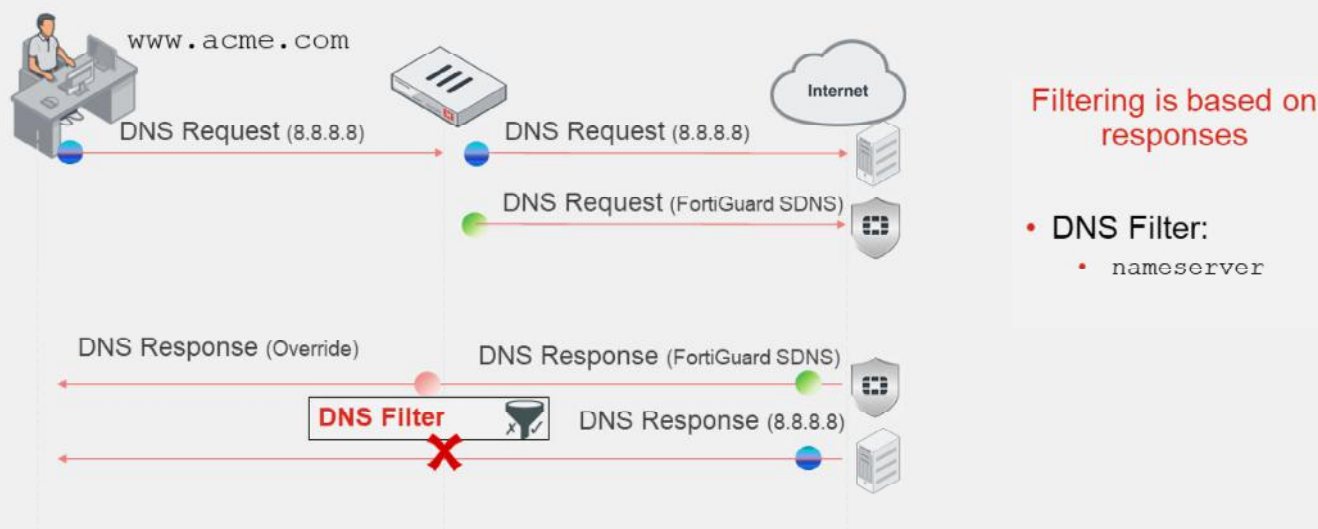 www.acme.com
Internet
DNS Request (8.8.8.8)
DNS Request (8.8.8.8)
DNS Request (FortiGuard SDNS)
DNS Response (Override)
DNS Response (FortiGuard SDNS)
DNS Filter
DNS Response (8.8.8.8)
Filtering is based on
responses
• DNS Filter:
• nameserver